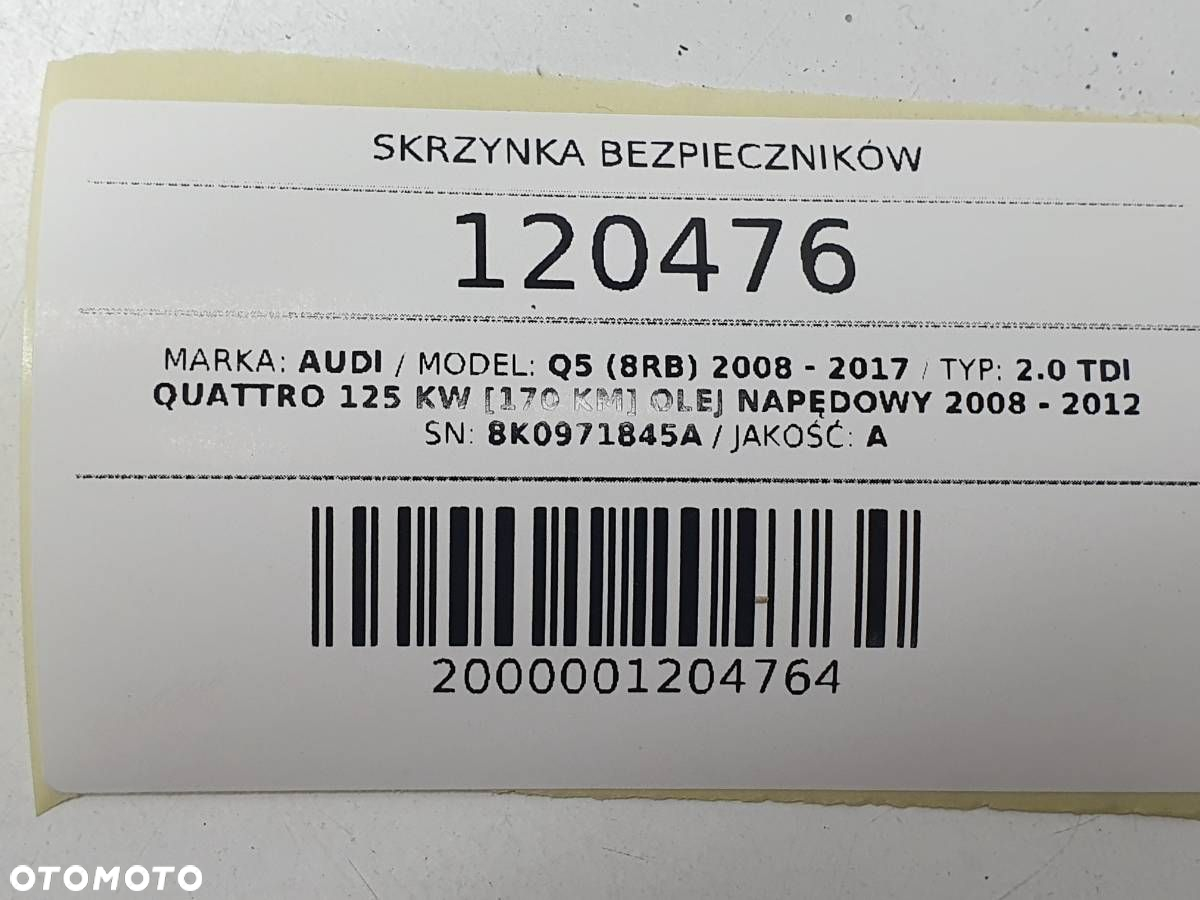 SKRZYNKA BEZPIECZNIKÓW
120476
MARKA: AUDI / MODEL: Q5 (8RB) 2008 - 2017 / TYP: 2.0 TDI
QUATTRO 125 KW [170 KM] OLEJ NAPĘDOWY 2008 - 2012
SN: 8K0971845A / JAKOŚĆ: A
2000001204764
OTOMOTO